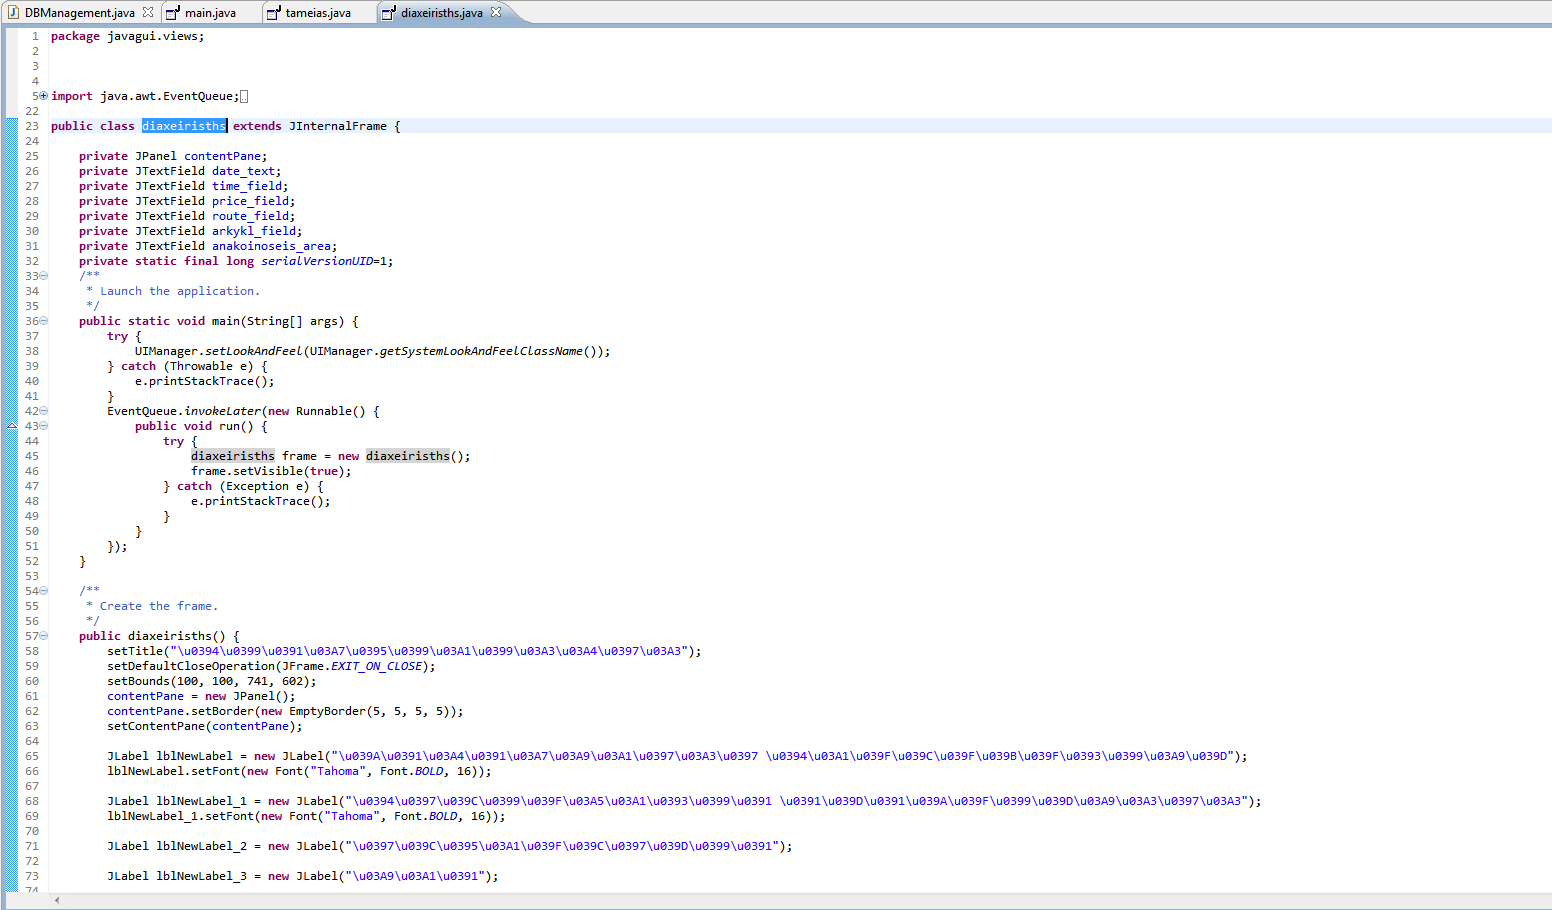 DBManagement.java main.java tameias.java diaxeirisths.java
1 package javagui.views;
2
3
4
5 import java.awt.EventQueue;
22
23 public class diaxeirisths extends JInternalFrame {
24
25 private JPanel contentPane;
26 private JTextField date_text;
27 private JTextField time_field;
28 private JTextField price_field;
29 private JTextField route_field;
30 private JTextField arkykl_field;
31 private JTextField anakoinoseis_area;
32 private static final long serialVersionUID=1;
33 /**
34 * Launch the application.
35 */
36 public static void main(String[] args) {
37 try {
38 UIManager.setLookAndFeel(UIManager.getSystemLookAndFeelClassName());
39 } catch (Throwable e) {
40 e.printStackTrace();
41 }
42 EventQueue.invokeLater(new Runnable() {
43 public void run() {
44 try {
45 diaxeirisths frame = new diaxeirisths();
46 frame.setVisible(true);
47 } catch (Exception e) {
48 e.printStackTrace();
49 }
50 }
51 });
52 }
53
54 /**
55 * Create the frame.
56 */
57 public diaxeirisths() {
58 setTitle("\u0394\u0399\u0391\u03A7\u0395\u0399\u03A1\u0399\u03A3\u03A4\u0397\u03A3");
59 setDefaultCloseOperation(JFrame.EXIT_ON_CLOSE);
60 setBounds(100, 100, 741, 602);
61 contentPane = new JPanel();
62 contentPane.setBorder(new EmptyBorder(5, 5, 5, 5));
63 setContentPane(contentPane);
64
65 JLabel lblNewLabel = new JLabel("\u039A\u0391\u03A4\u0391\u03A7\u03A9\u03A1\u0397\u03A3\u0397 \u0394\u03A1\u039F\u039C\u039F\u039B\u039F\u0393\u0399\u03A9\u039D");
66 lblNewLabel.setFont(new Font("Tahoma", Font.BOLD, 16));
67
68 JLabel lblNewLabel_1 = new JLabel("\u0394\u0397\u039C\u0399\u039F\u03A5\u03A1\u0393\u0399\u0391 \u0391\u039D\u0391\u039A\u039F\u0399\u039D\u03A9\u03A3\u0397\u03A3");
69 lblNewLabel_1.setFont(new Font("Tahoma", Font.BOLD, 16));
70
71 JLabel lblNewLabel_2 = new JLabel("\u0397\u039C\u0395\u03A1\u039F\u039C\u0397\u039D\u0399\u0391");
72
73 JLabel lblNewLabel_3 = new JLabel("\u03A9\u03A1\u0391");
74